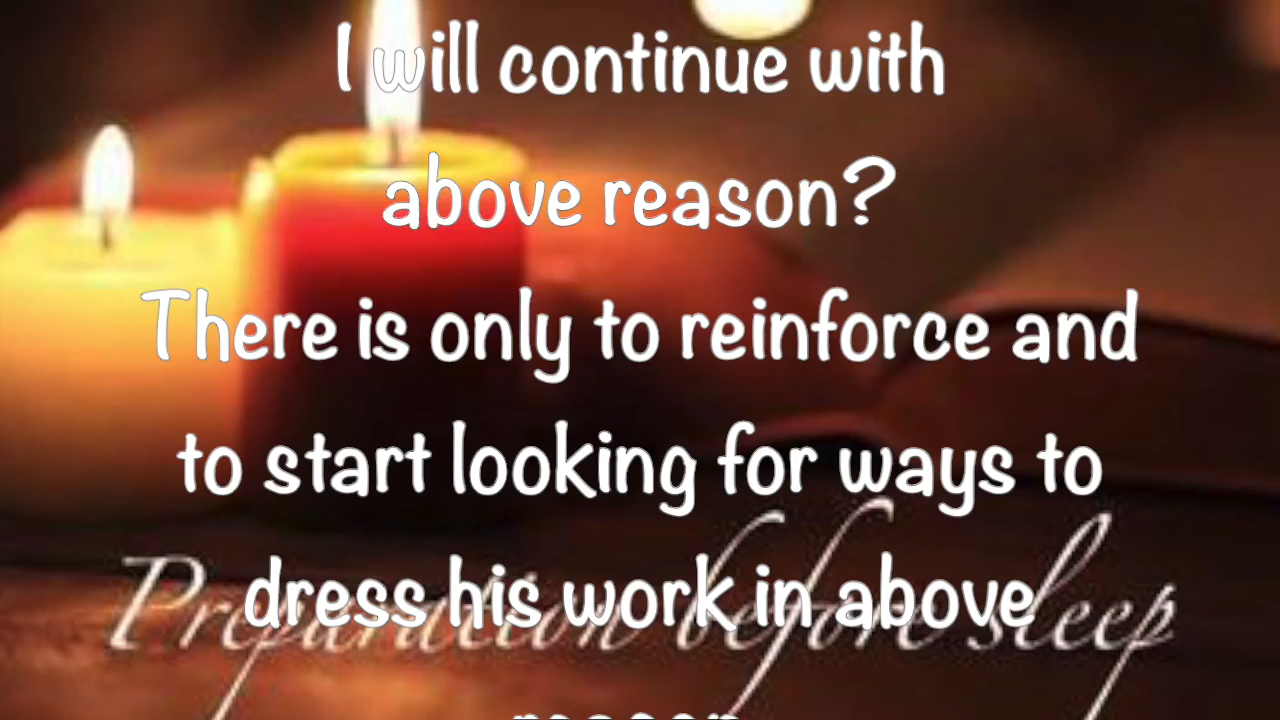 I will continue with
above reason?
There is only to reinforce and
to start looking for ways to
dress his work in above
Preparation before sleep